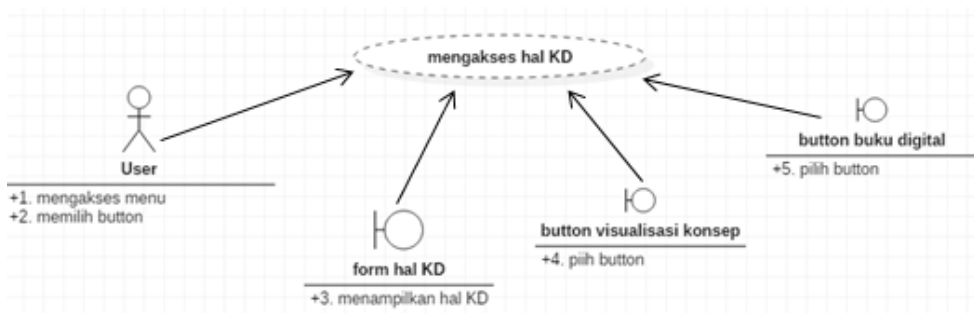 mengakses hal KD
User
+1. mengakses menu
+2. memilih button
form hal KD
+3. menampilkan hal KD
button visualisasi konsep
+4. piih button
button buku digital
+5. pilih button